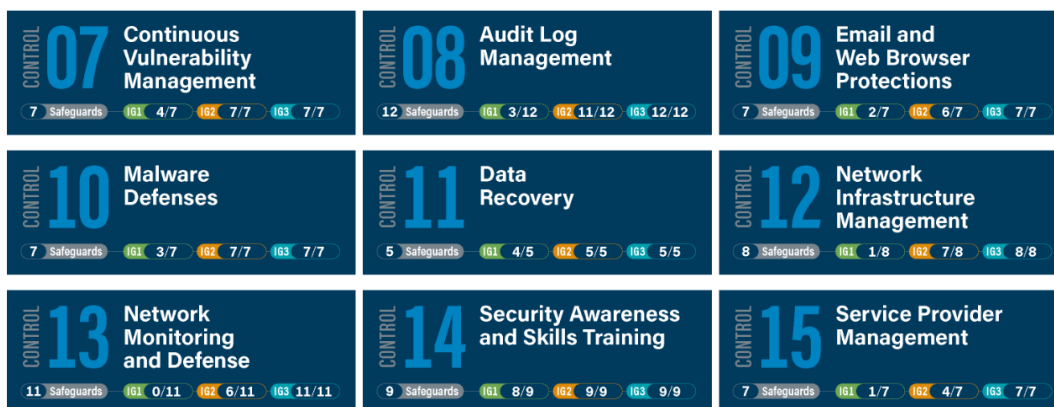 CONTROL 07 Continuous
Vulnerability
Management
7 Safeguards IG1 4/7 IG2 7/7 IG3 7/7
CONTROL 08 Audit Log
Management
12 Safeguards IG1 3/12 IG2 11/12 IG3 12/12
CONTROL 09 Email and
Web Browser
Protections
7 Safeguards IG1 2/7 IG2 6/7 IG3 7/7
CONTROL 10 Malware
Defenses
7 Safeguards IG1 3/7 IG2 7/7 IG3 7/7
CONTROL 11 Data
Recovery
5 Safeguards IG1 4/5 IG2 5/5 IG3 5/5
CONTROL 12 Network
Infrastructure
Management
8 Safeguards IG1 1/8 IG2 7/8 IG3 8/8
CONTROL 13 Network
Monitoring
and Defense
11 Safeguards IG1 0/11 IG2 6/11 IG3 11/11
CONTROL 14 Security Awareness
and Skills Training
9 Safeguards IG1 8/9 IG2 9/9 IG3 9/9
CONTROL 15 Service Provider
Management
7 Safeguards IG1 1/7 IG2 4/7 IG3 7/7